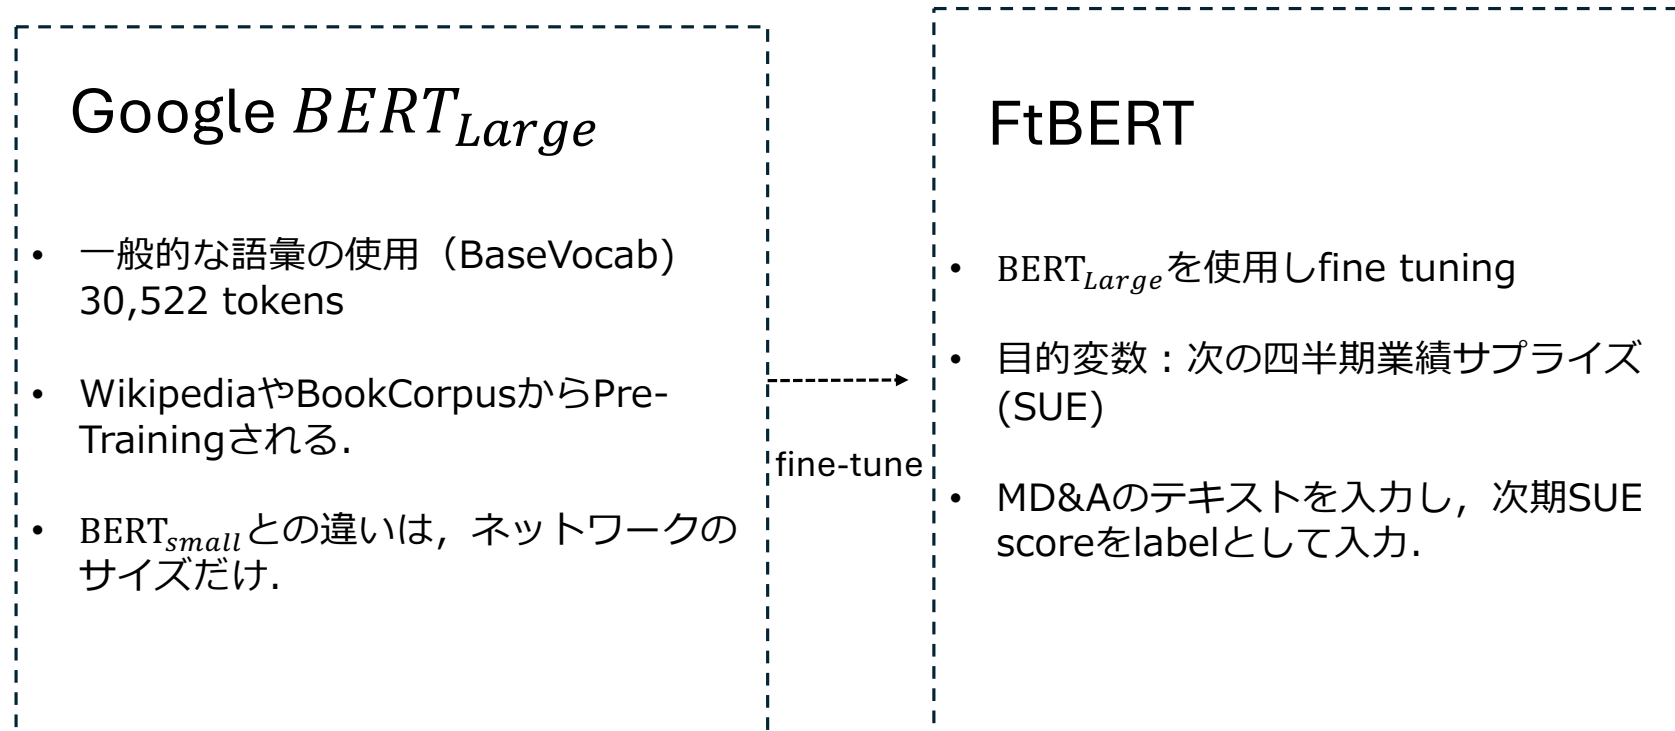 Google BERT_Large
• 一般的な語彙の使用（BaseVocab)
30,522 tokens
• WikipediaやBookCorpusからPre-
Trainingされる.
• BERT_smallとの違いは，ネットワークの
サイズだけ.
fine-tune
FtBERT
• BERT_Largeを使用しfine tuning
• 目的変数：次の四半期業績サプライズ
(SUE)
• MD&Aのテキストを入力し，次期SUE
scoreをlabelとして入力.